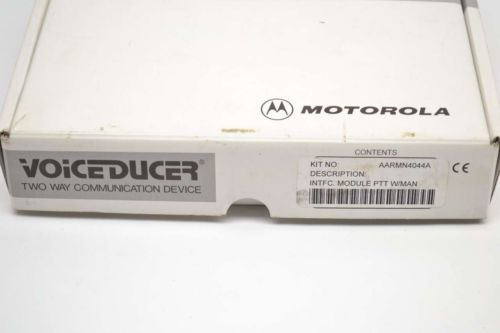 MOTOROLA
VOICEDUCER®
TWO WAY COMMUNICATION DEVICE
CONTENTS
KIT NO: AARMN4044A
DESCRIPTION:
INTFC. MODULE PTT W/MAN
CE